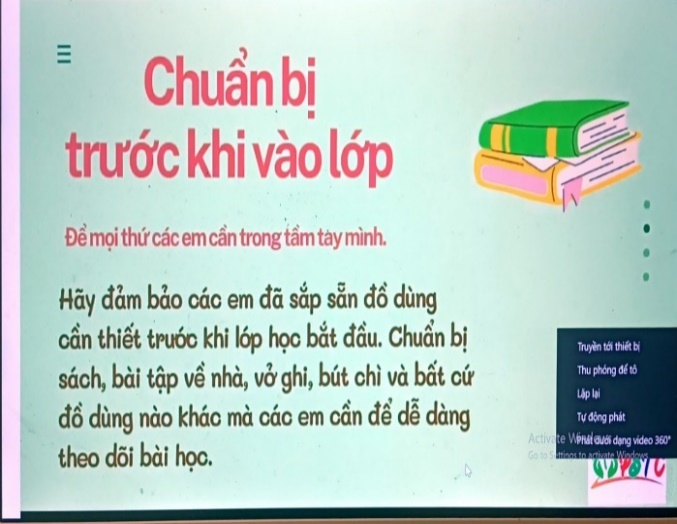 Chuẩn bị
trước khi vào lớp
Để mọi thứ các em cần trong tầm tay mình.
Hãy đảm bảo các em đã sắp sẵn đồ dùng
cần thiết trước khi lớp học bắt đầu. Chuẩn bị
sách, bài tập về nhà, vở ghi, bút chì và bất cứ
đồ dùng nào khác mà các em cần để dễ dàng
theo dõi bài học.
Truyền tới thiết bị
Thu phóng để tô
Lặp lại
Tự động phát
Phát dưới dạng video 360°
Activate Windows
Go to Settings to activate Windows.